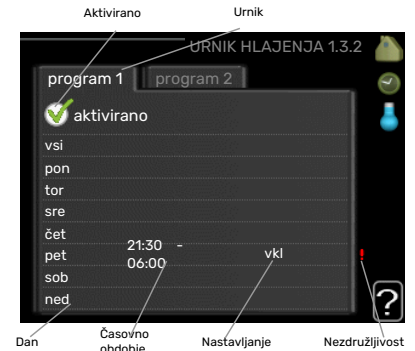 Aktivirano
Urnik
URNIK HLAJENJA 1.3.2
program 1
program 2
aktivirano
vsi
pon
tor
sre
čet
pet
21:30 -
06:00
vkl
!
sob
ned
?
Dan
Časovno
obdobje
Nastavljanje
Nezdružljivost